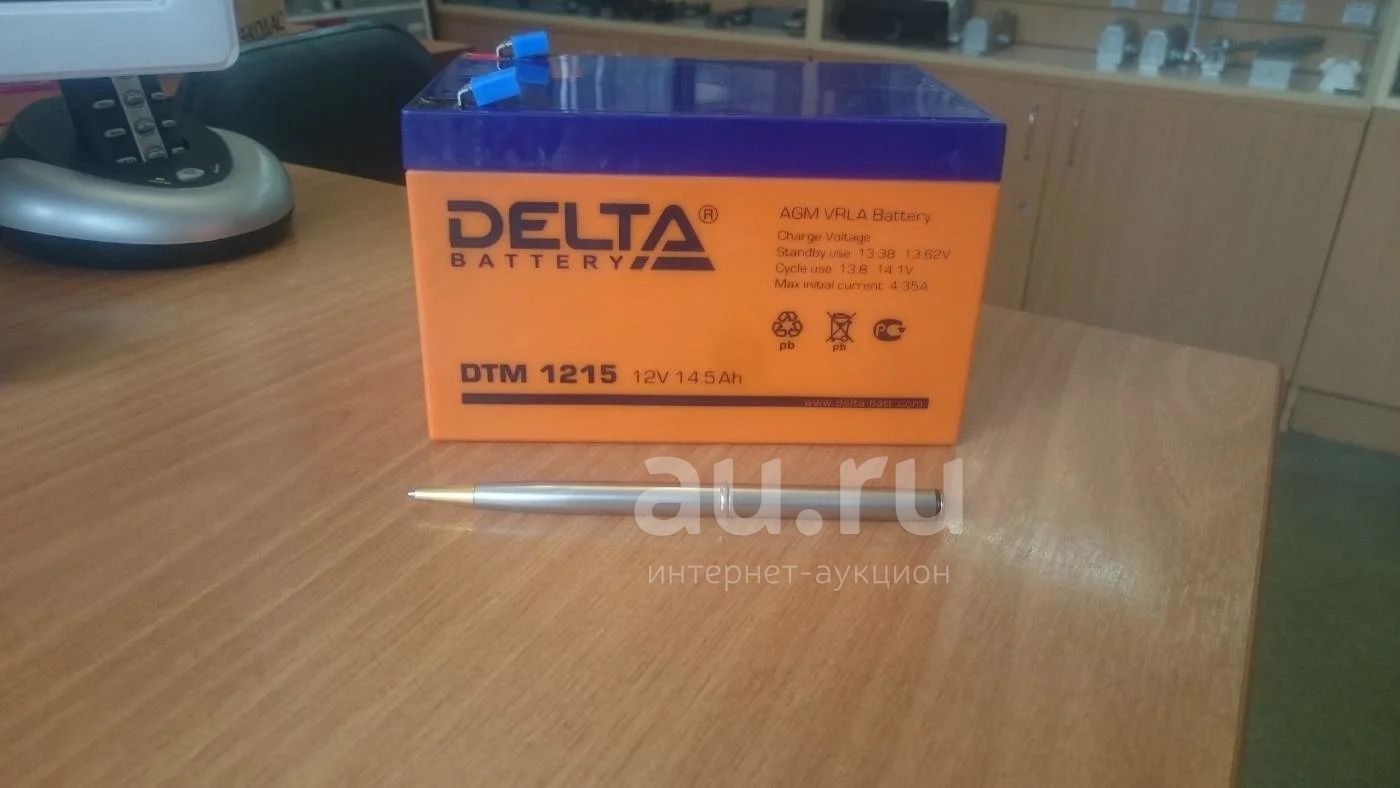 DELTA®
BATTERY
AGM VRLA Battery
Charge Voltage
Standby use 13.38 13.62V
Cycle use 13.8 14.1V
Max initial current 4.35A
pb
pb
DTM 1215 12V 14.5Ah
www.delta-batt.com
au.ru
интернет-аукцион